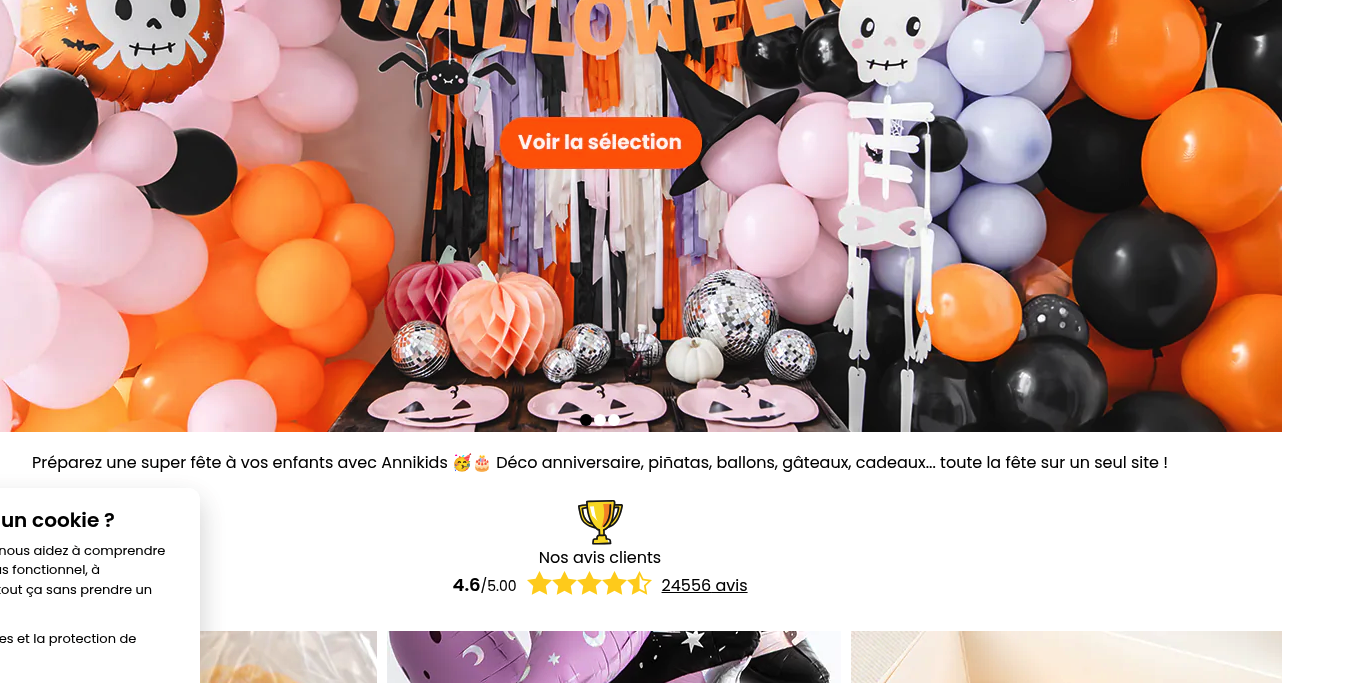 HALLOWEEN
Voir la sélection
Préparez une super fête à vos enfants avec Annikids 🥳🎂 Déco anniversaire, piñatas, ballons, gâteaux, cadeaux... toute la fête sur un seul site !
un cookie ?
nous aidez à comprendre
us fonctionnel, à
tout ça sans prendre un
es et la protection de
Nos avis clients
4.6/5.00 24556 avis